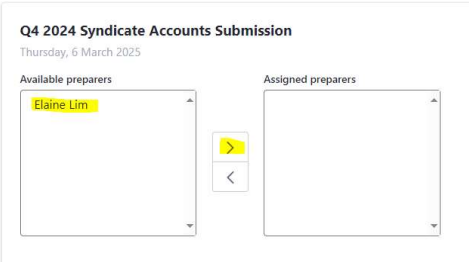 Q4 2024 Syndicate Accounts Submission
Thursday, 6 March 2025
Available preparers
Assigned preparers
Elaine Lim